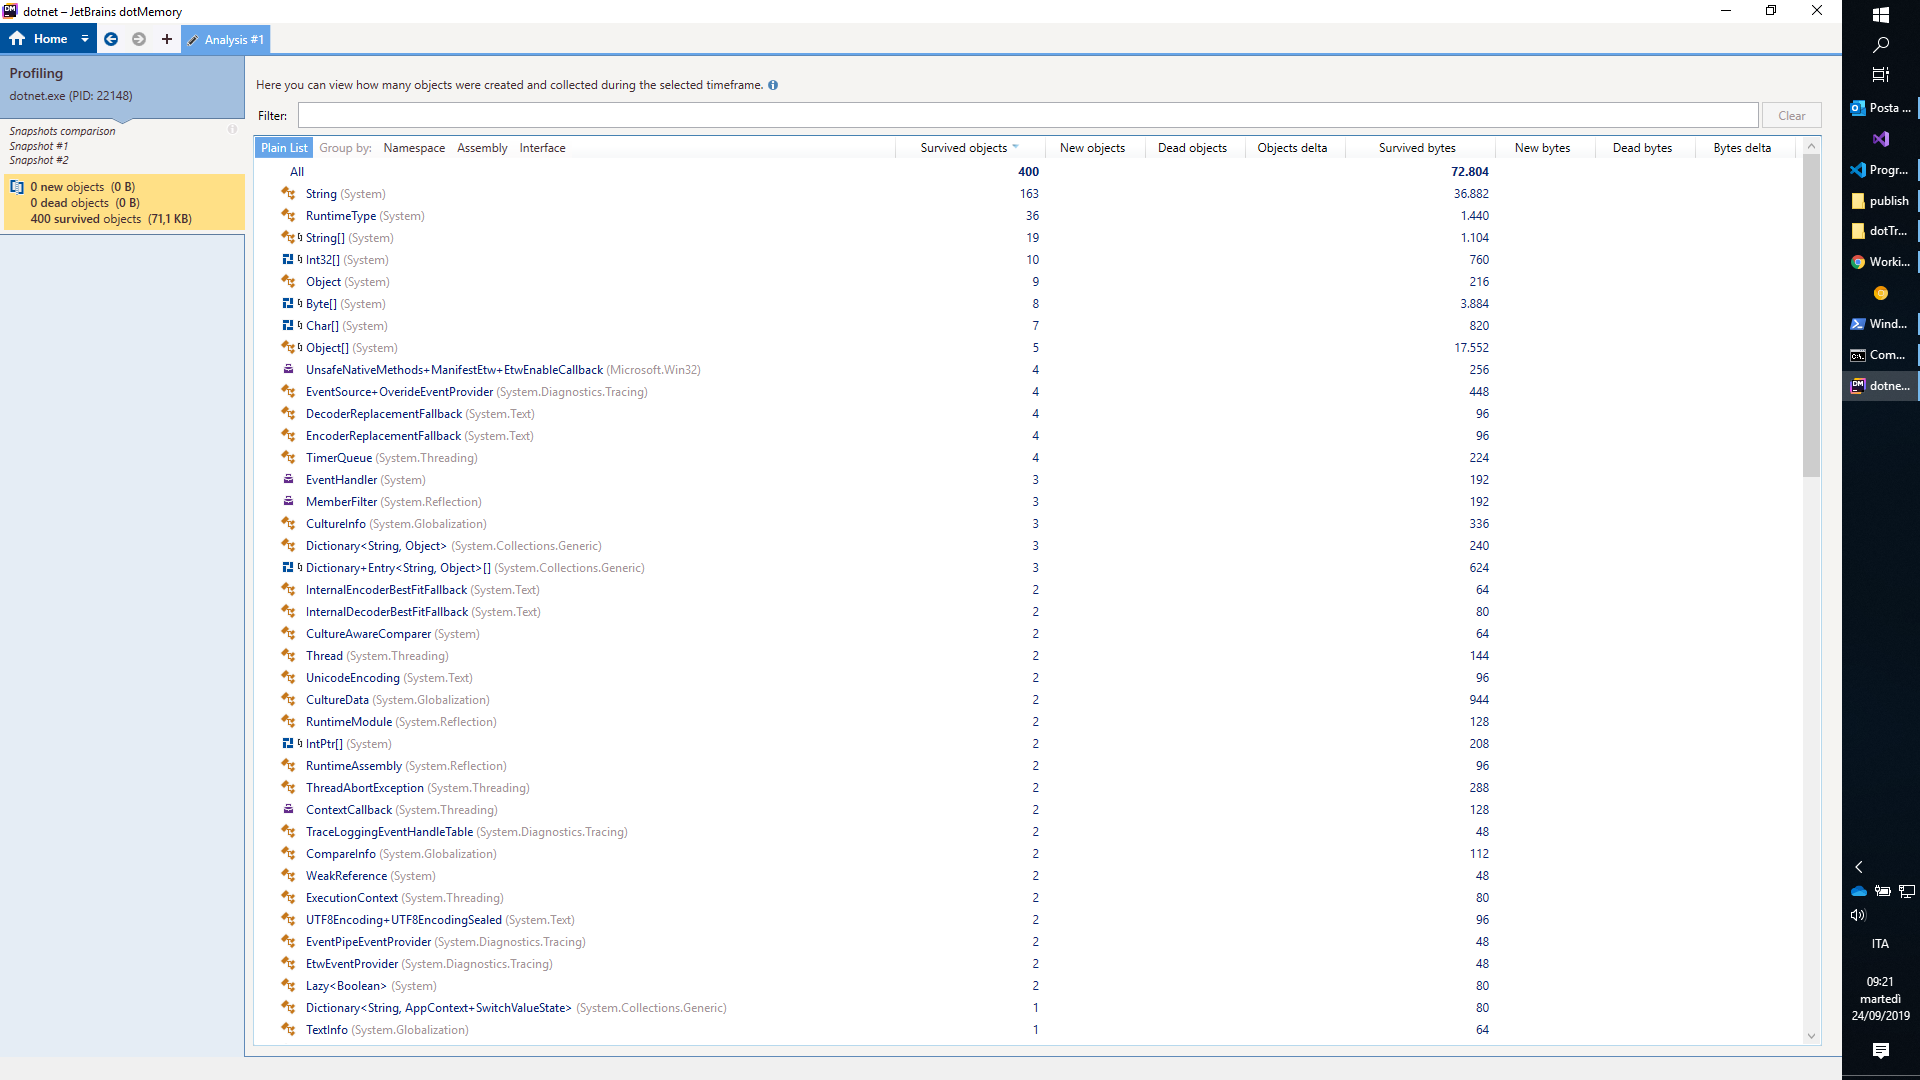 dotnet – JetBrains dotMemory
Home
Analysis #1
Profiling
dotnet.exe (PID: 22148)
Snapshots comparison
Snapshot #1
Snapshot #2
0 new objects (0 B)
0 dead objects (0 B)
400 survived objects (71,1 KB)
Here you can view how many objects were created and collected during the selected timeframe.
Filter:
Clear
Plain List Group by: Namespace Assembly Interface Survived objects New objects Dead objects Objects delta Survived bytes New bytes Dead bytes Bytes delta
All 400 72.804
String (System) 163 36.882
RuntimeType (System) 36 1.440
String[] (System) 19 1.104
Int32[] (System) 10 760
Object (System) 9 216
Byte[] (System) 8 3.884
Char[] (System) 7 820
Object[] (System) 5 17.552
UnsafeNativeMethods+ManifestEtw+EtwEnableCallback (Microsoft.Win32) 4 256
EventSource+OverideEventProvider (System.Diagnostics.Tracing) 4 448
DecoderReplacementFallback (System.Text) 4 96
EncoderReplacementFallback (System.Text) 4 96
TimerQueue (System.Threading) 4 224
EventHandler (System) 3 192
MemberFilter (System.Reflection) 3 192
CultureInfo (System.Globalization) 3 336
Dictionary<String, Object> (System.Collections.Generic) 3 240
Dictionary+Entry<String, Object>[] (System.Collections.Generic) 3 624
InternalEncoderBestFitFallback (System.Text) 2 64
InternalDecoderBestFitFallback (System.Text) 2 80
CultureAwareComparer (System) 2 64
Thread (System.Threading) 2 144
UnicodeEncoding (System.Text) 2 96
CultureData (System.Globalization) 2 944
RuntimeModule (System.Reflection) 2 128
IntPtr[] (System) 2 208
RuntimeAssembly (System.Reflection) 2 96
ThreadAbortException (System.Threading) 2 288
ContextCallback (System.Threading) 2 128
TraceLoggingEventHandleTable (System.Diagnostics.Tracing) 2 48
CompareInfo (System.Globalization) 2 112
WeakReference (System) 2 48
ExecutionContext (System.Threading) 2 80
UTF8Encoding+UTF8EncodingSealed (System.Text) 2 96
EventPipeEventProvider (System.Diagnostics.Tracing) 2 48
EtwEventProvider (System.Diagnostics.Tracing) 2 48
Lazy<Boolean> (System) 2 80
Dictionary<String, AppContext+SwitchValueState> (System.Collections.Generic) 1 80
TextInfo (System.Globalization) 1 64
Posta ...
Progr...
publish
dotTr...
Worki...
Wind...
Com...
dotne...
ITA
09:21
martedì
24/09/2019